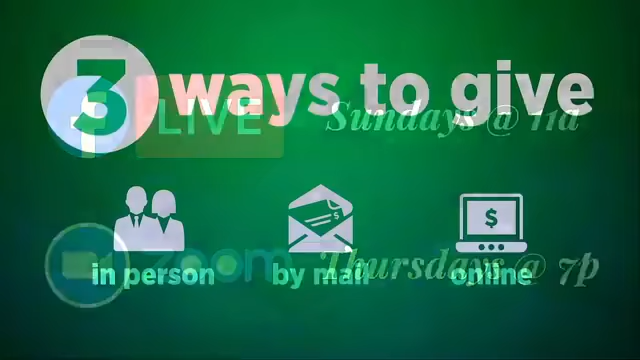 3 ways to give
LIVE Sundays @ 11a
in person by mail online
zoom Thursdays @ 7p